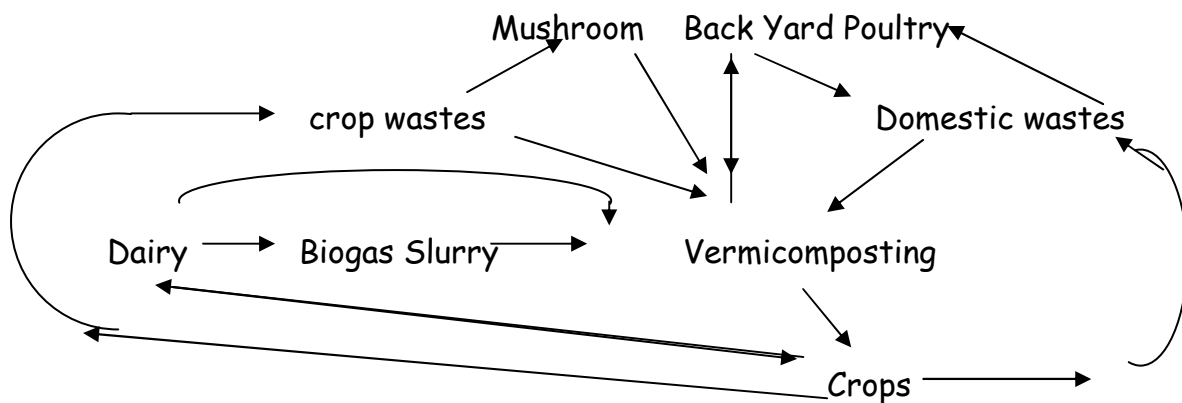 Mushroom Back Yard Poultry
crop wastes Domestic wastes
Dairy Biogas Slurry Vermicomposting
Crops